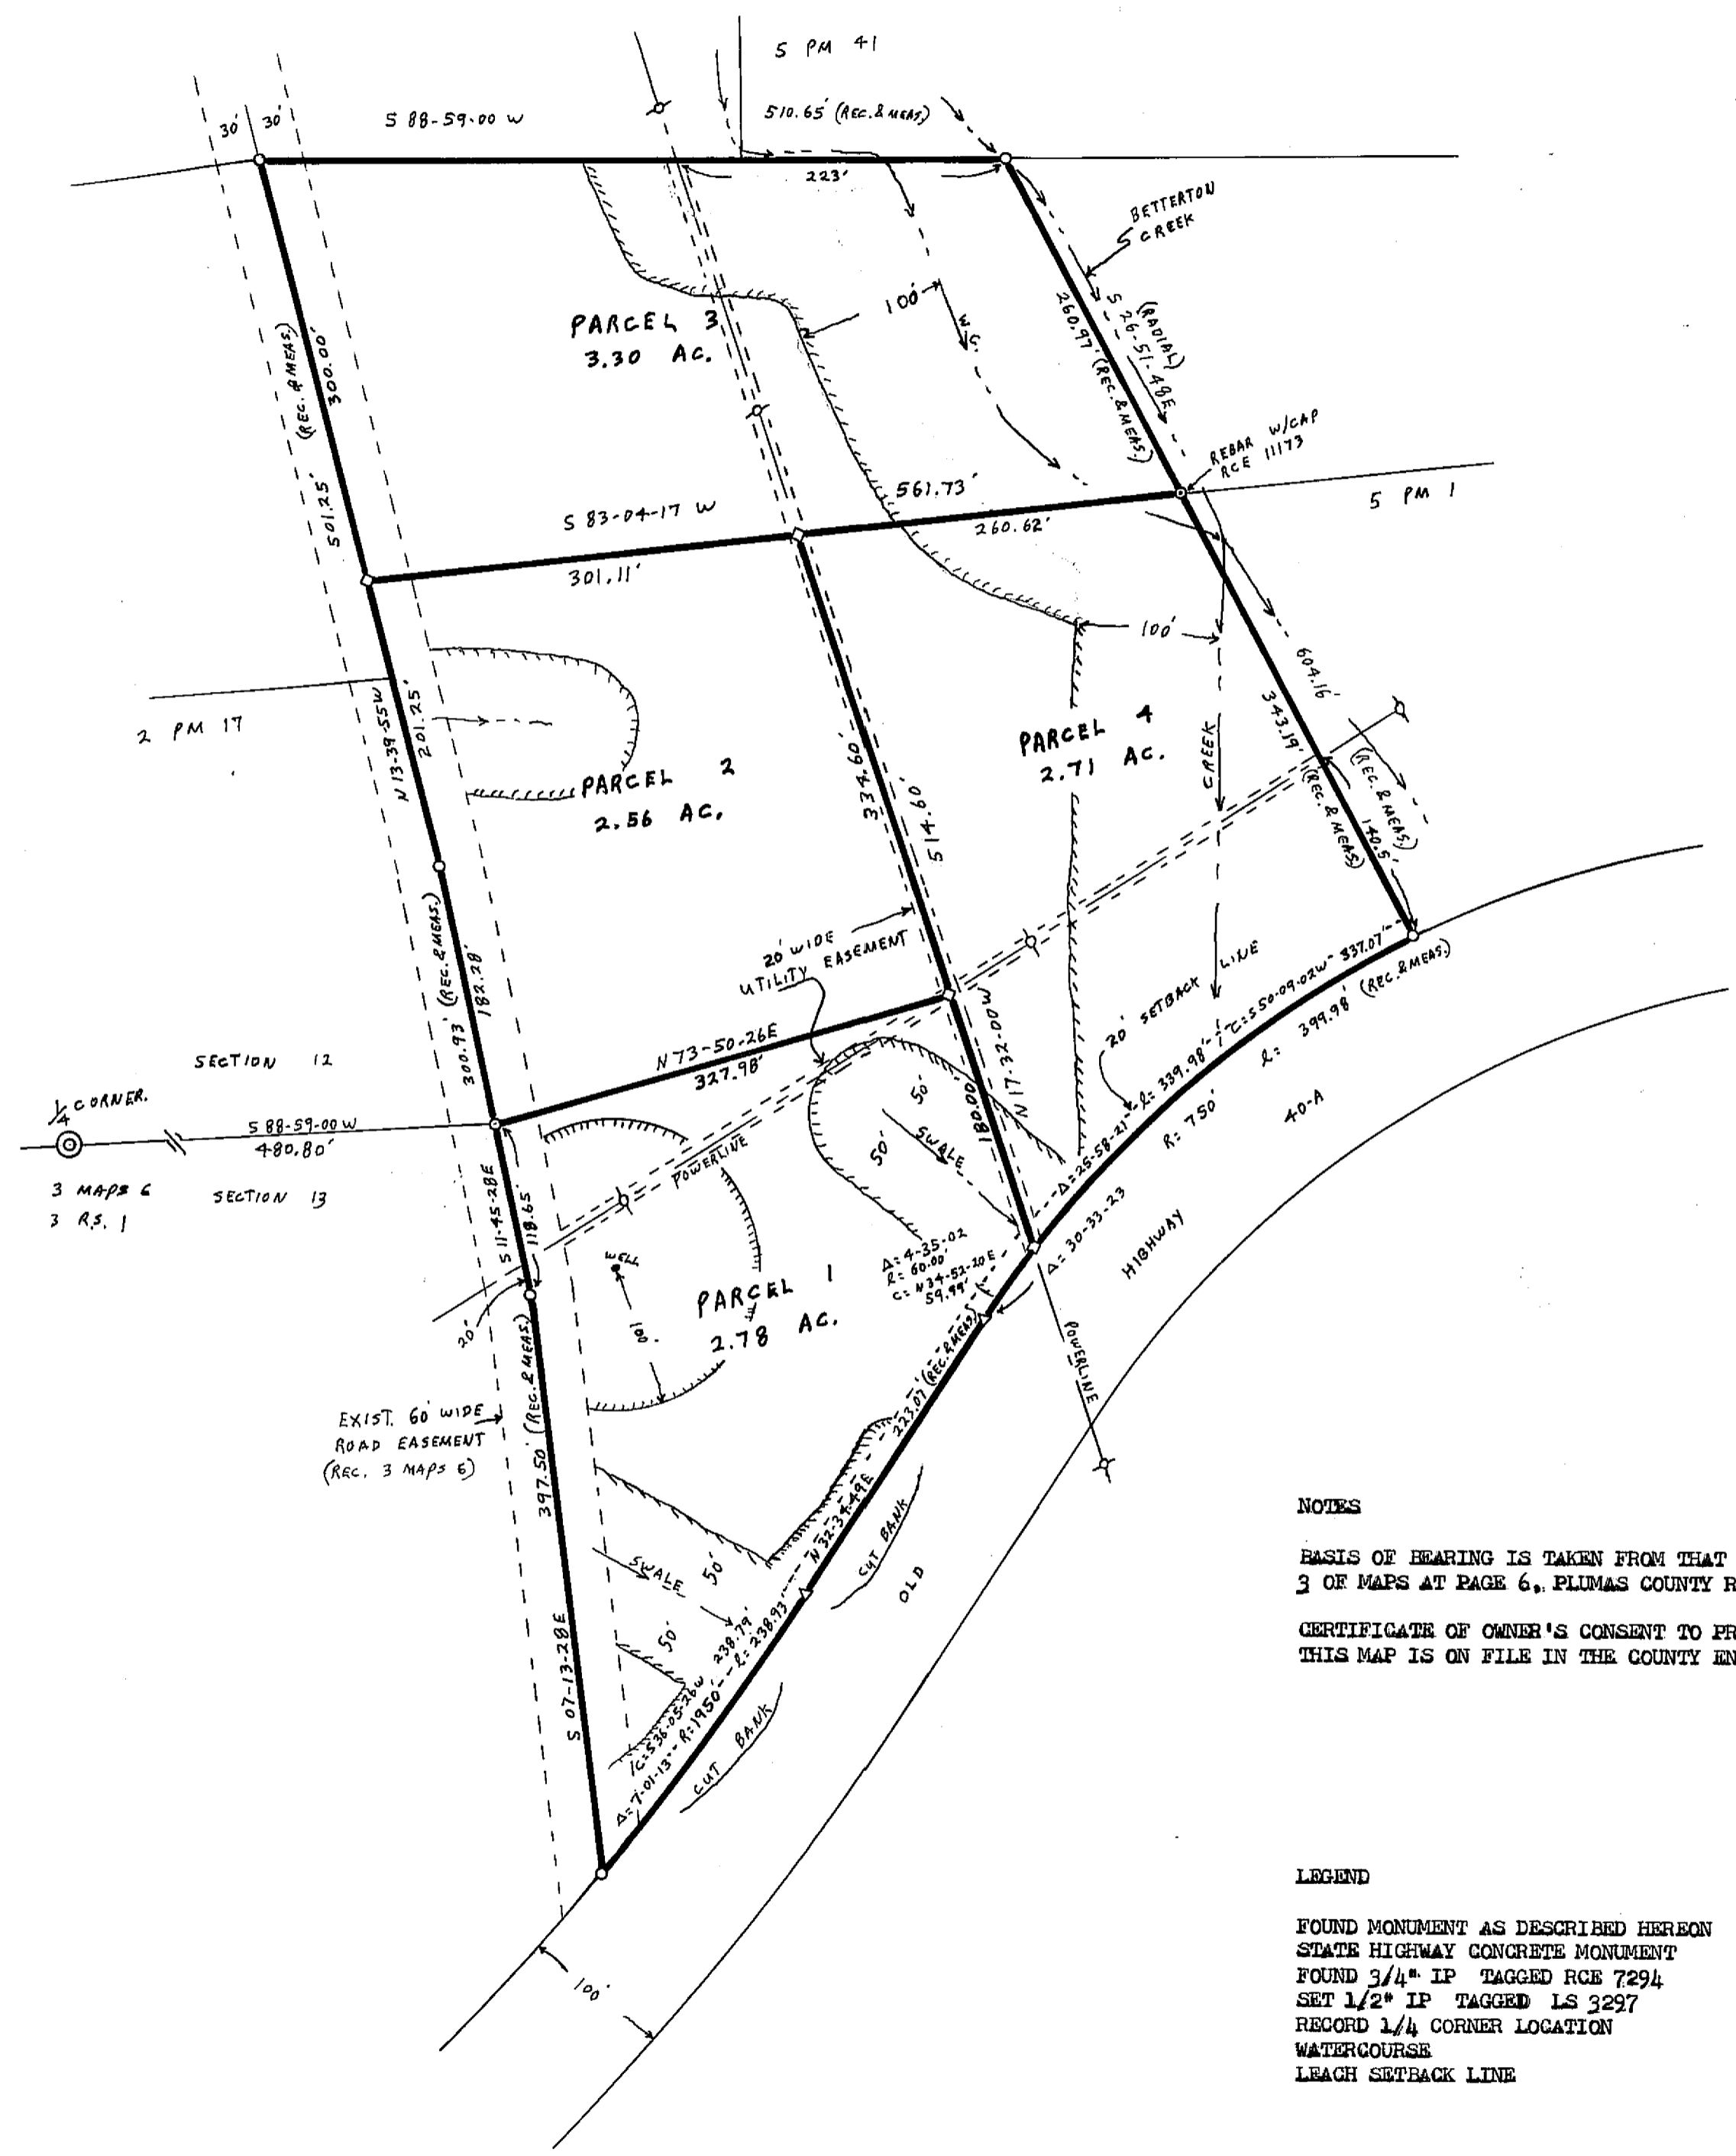 5 PM 41
30' 30'
S 88-59-00 W
510.65' (REC. & MEAS)
223'
BETTERTON
CREEK
100'
W.C.
PARCEL 3
3.30 AC.
(REC. & MEAS.)
300.00'
501.25'
260.97' (REC. & MEAS.)
(RADIAL)
S 26-51-48E
REBAR W/CAP
RCE 11173
5 PM 1
561.73'
S 83-04-17 W
260.62'
301.11'
100'
604.16'
(REC. & MEAS.)
343.19'
(REC. & MEAS)
140.5'
2 PM 17
N 13-39-55W
201.25'
PARCEL 2
2.56 AC.
334.60'
514.60'
PARCEL 4
2.71 AC.
CREEK
20' WIDE
UTILITY EASEMENT
300.93' (REC. & MEAS.)
182.28'
N 73-50-26E
327.98'
N 17-32-00W
180.00'
20' SETBACK LINE
Δ=25-58-21" l=339.98' C=S50-09-02W 337.07'
l= 399.98' (REC. & MEAS.)
R= 750'
Δ= 30-33-23
40-A
HIGHWAY
SECTION 12
1/4 CORNER.
S 88-59-00 W
480.80'
3 MAPS 6
3 R.S. 1
SECTION 13
S 11-45-28E
118.65'
POWERLINE
50'
50'
SWALE
WELL
100'
PARCEL 1
2.78 AC.
Δ=4-35-02
l= 60.00'
C= N34-52-20E
59.99'
POWERLINE
20'
EXIST. 60' WIDE
ROAD EASEMENT
(REC. 3 MAPS 6)
397.50' (REC. & MEAS.)
S 07-13-28E
N 32-34-49E
223.07' (REC. & MEAS)
SWALE
50'
50'
C=S36-05-26W 238.79'
Δ=7-01-13" R=1950' l=238.93'
CUT BANK
CUT BANK
OLD
100'
NOTES
BASIS OF BEARING IS TAKEN FROM THAT
3 OF MAPS AT PAGE 6, PLUMAS COUNTY R
CERTIFICATE OF OWNER'S CONSENT TO PR
THIS MAP IS ON FILE IN THE COUNTY EN
LEGEND
FOUND MONUMENT AS DESCRIBED HEREON
STATE HIGHWAY CONCRETE MONUMENT
FOUND 3/4" IP TAGGED RCE 7294
SET 1/2" IP TAGGED LS 3297
RECORD 1/4 CORNER LOCATION
WATERCOURSE
LEACH SETBACK LINE